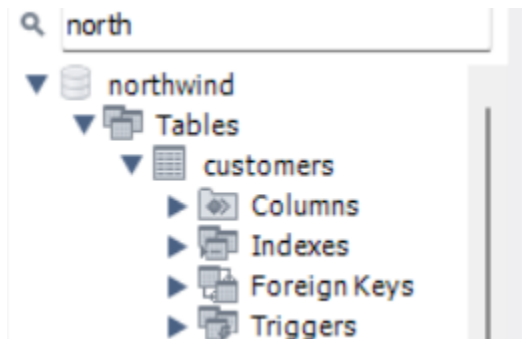 north
northwind
Tables
customers
Columns
Indexes
Foreign Keys
Triggers